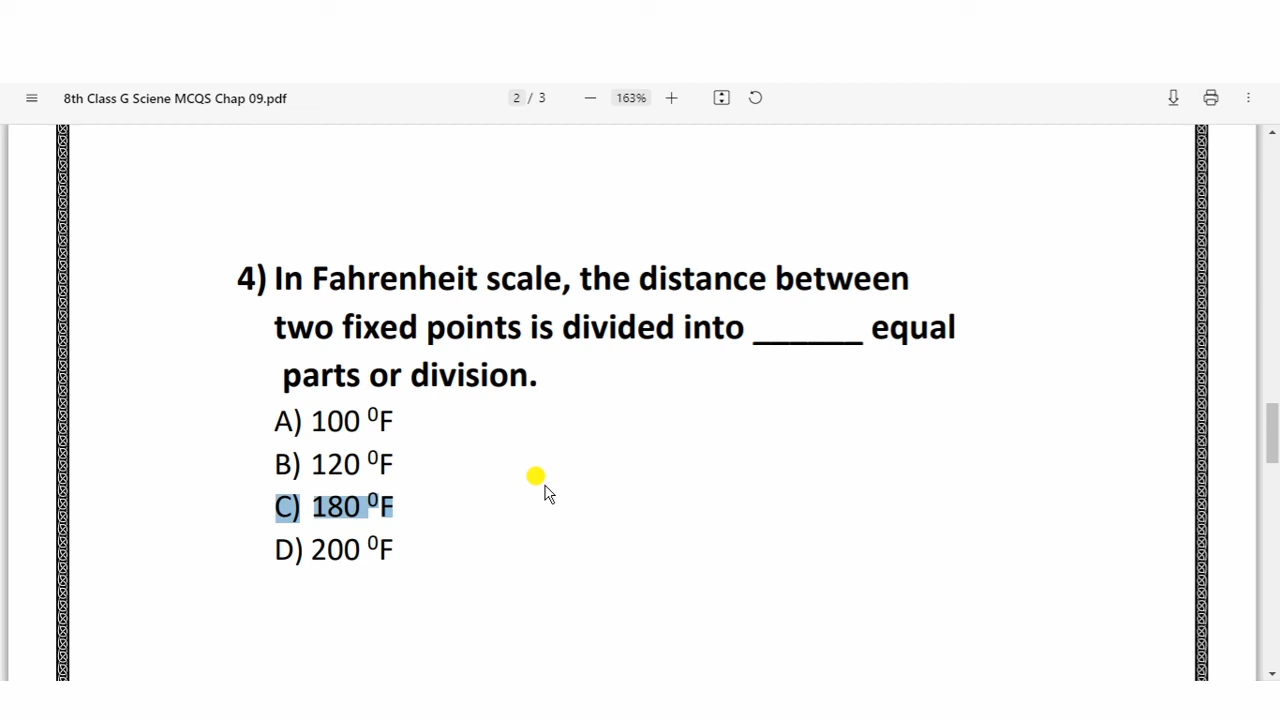 8th Class G Sciene MCQS Chap 09.pdf
2 / 3
163%
4) In Fahrenheit scale, the distance between
two fixed points is divided into ______ equal
parts or division.
A) 100 ⁰F
B) 120 ⁰F
C) 180 ⁰F
D) 200 ⁰F